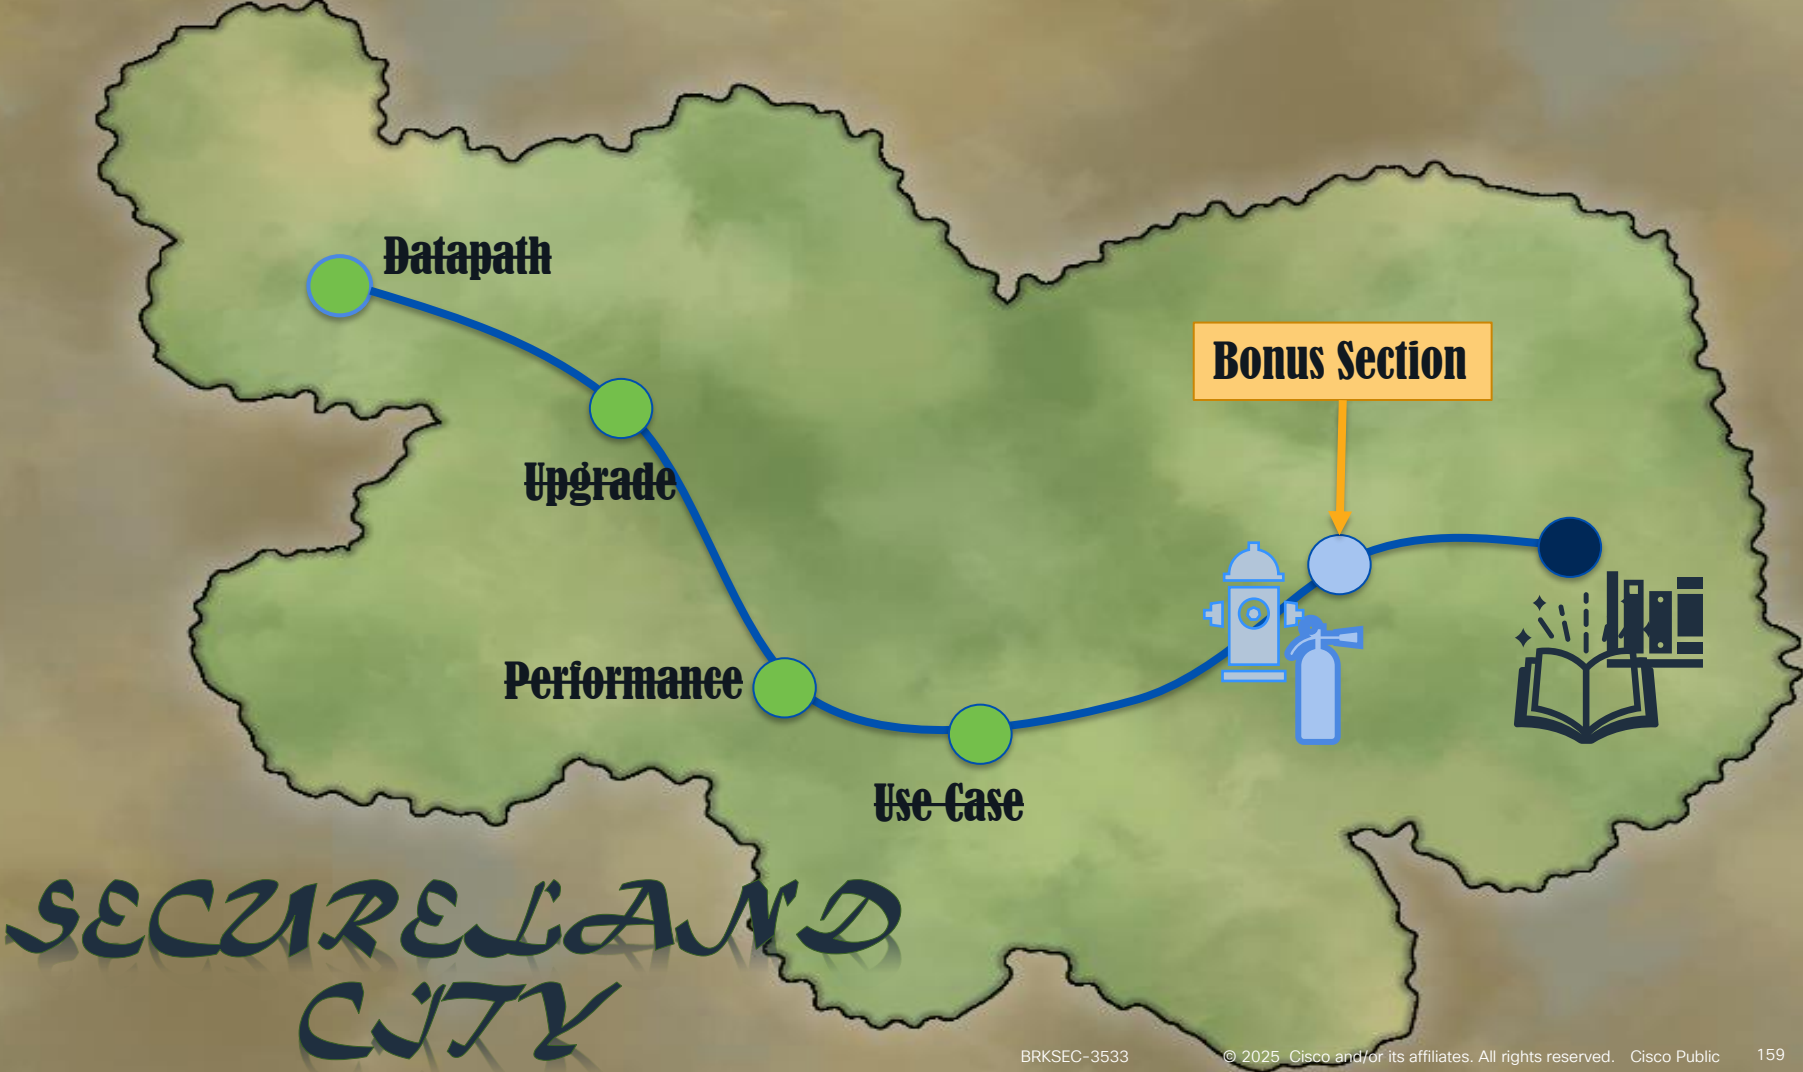 Datapath
Bonus Section
Upgrade
Performance
Use Case
SECURELAND
CITY
BRKSEC-3533
© 2025 Cisco and/or its affiliates. All rights reserved. Cisco Public
159